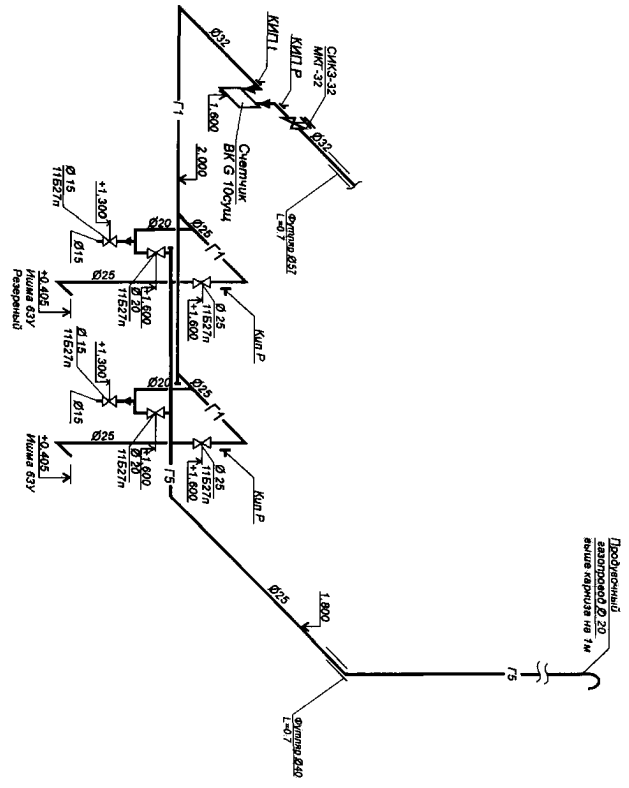 СИКЗ-32
МКГ-32
КИП Р
КИП t
Ø32
Ø32
1.600
Счетчик
ВК G 10сущ
Футляр Ø57
L=0.7
Г1
2.000
Ø25
Г1
Ø20
+1,300
Ø 15
11Б27п
Ø15
+1,600
Ø 20
11Б27п
Ø 25
11Б27п
+1,600
Кип Р
Ø25
+0.405
Ишма 63У
Резервный
Ø25
Г1
Ø20
+1,300
Ø 15
11Б27п
Ø15
+1,600
Ø 20
11Б27п
Ø 25
11Б27п
+1,600
Кип Р
Ø25
+0.405
Ишма 63У
Г5
Ø25
1.800
Футляр Ø40
L=0.7
Г5
Продувочный
газопровод Ø 20
выше карниза на 1м